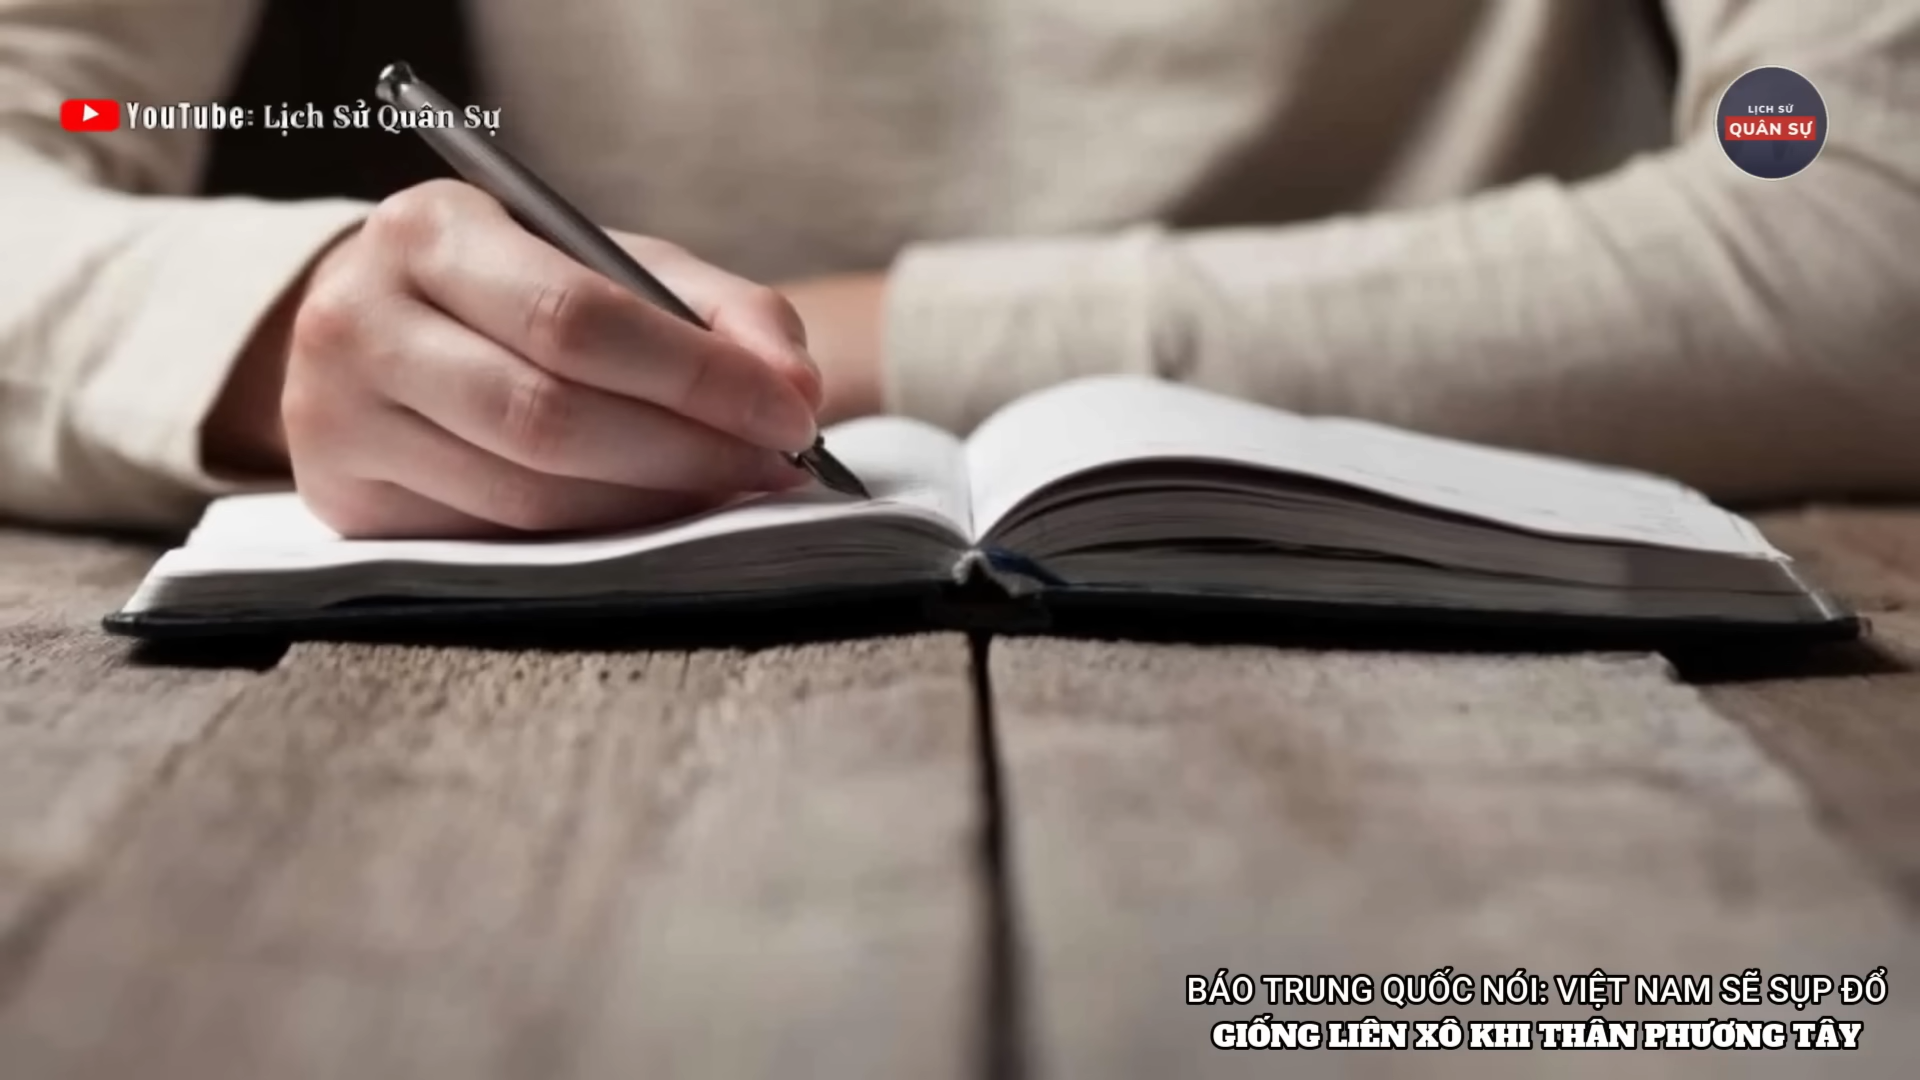 YouTube: Lịch Sử Quân Sự
LỊCH SỬ
QUÂN SỰ
BÁO TRUNG QUỐC NÓI: VIỆT NAM SẼ SỤP ĐỔ
GIỐNG LIÊN XÔ KHI THÂN PHƯƠNG TÂY